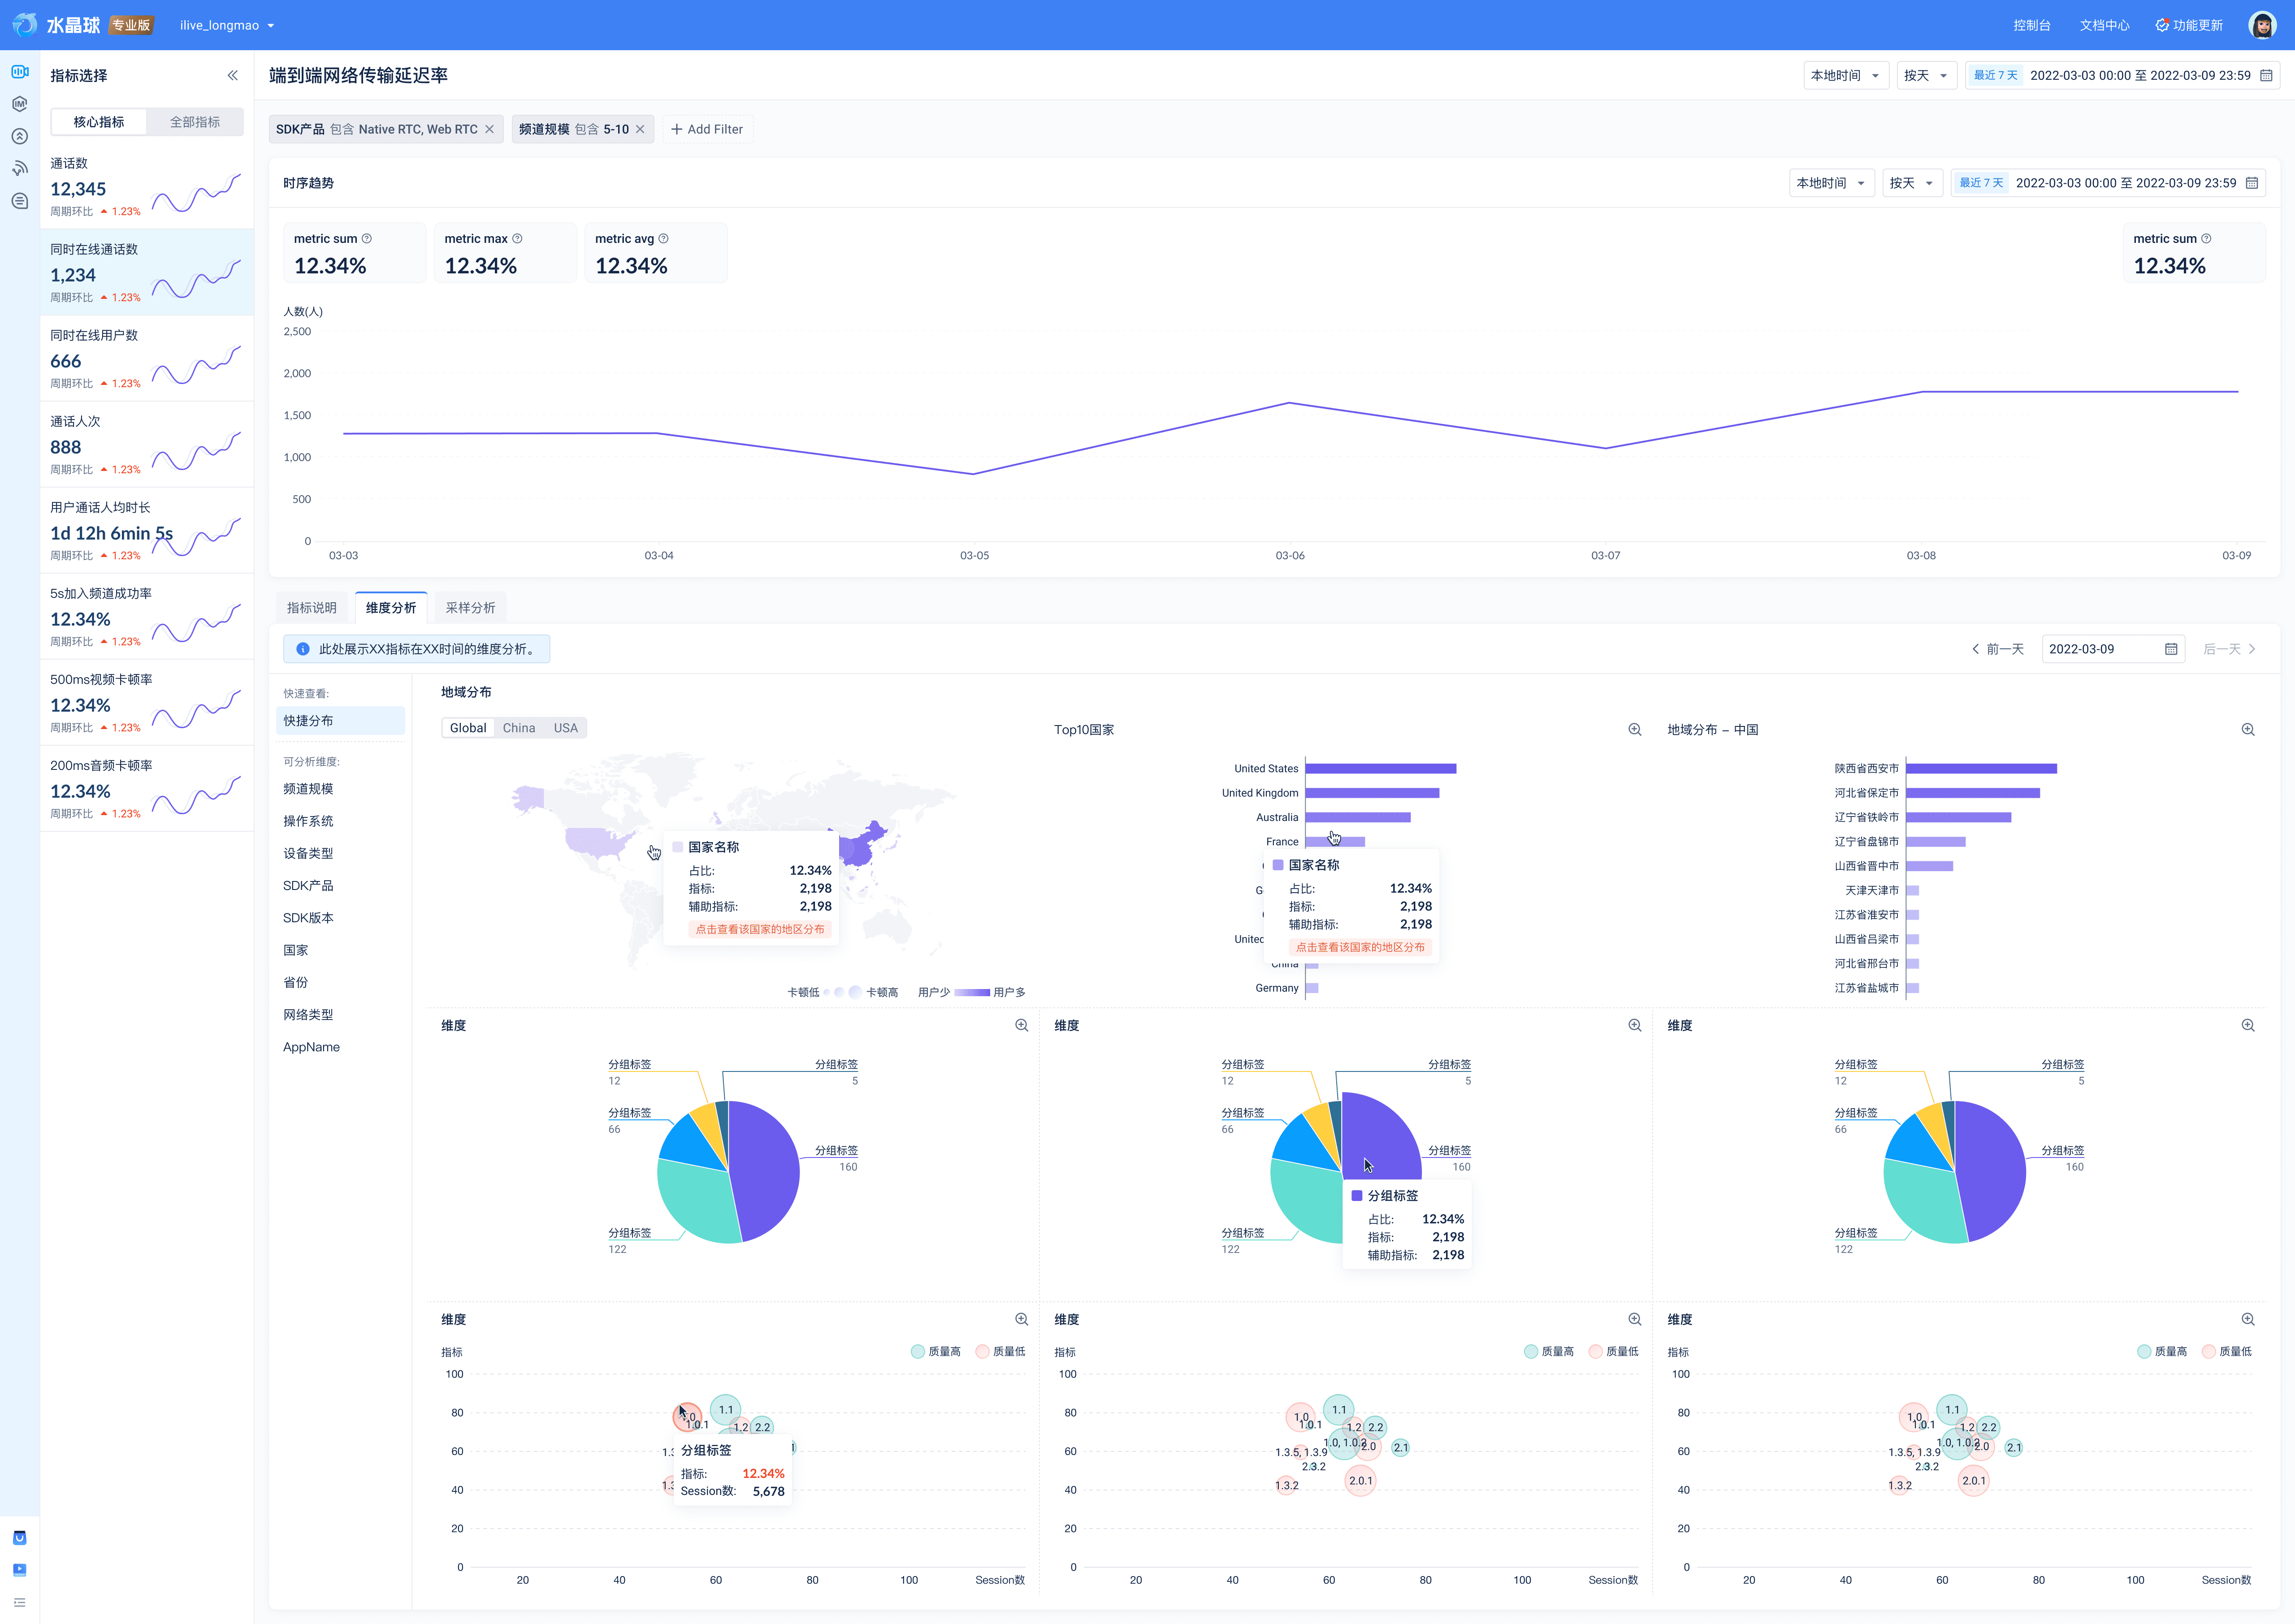 水晶球 专业版 ilive_longmao
控制台 文档中心 功能更新
指标选择
核心指标 全部指标
通话数
12,345
周期环比 1.23%
同时在线通话数
1,234
周期环比 1.23%
同时在线用户数
666
周期环比 1.23%
通话人次
888
周期环比 1.23%
用户通话人均时长
1d 12h 6min 5s
周期环比 1.23%
5s加入频道成功率
12.34%
周期环比 1.23%
500ms视频卡顿率
12.34%
周期环比 1.23%
200ms音频卡顿率
12.34%
周期环比 1.23%
端到端网络传输延迟率
本地时间 按天 最近 7 天 2022-03-03 00:00 至 2022-03-09 23:59
SDK产品 包含 Native RTC, Web RTC
频道规模 包含 5-10
Add Filter
时序趋势
本地时间 按天 最近 7 天 2022-03-03 00:00 至 2022-03-09 23:59
metric sum
12.34%
metric max
12.34%
metric avg
12.34%
metric sum
12.34%
人数(人)
2,500
2,000
1,500
1,000
500
0
03-03 03-04 03-05 03-06 03-07 03-08 03-09
指标说明 维度分析 采样分析
此处展示XX指标在XX时间的维度分析。
前一天 2022-03-09 后一天
快速查看:
快捷分布
可分析维度:
频道规模
操作系统
设备类型
SDK产品
SDK版本
国家
省份
网络类型
AppName
地域分布
Global China USA
国家名称
占比: 12.34%
指标: 2,198
辅助指标: 2,198
点击查看该国家的地区分布
卡顿低 卡顿高 用户少 用户多
Top10国家
United States
United Kingdom
Australia
France
China
Germany
国家名称
占比: 12.34%
指标: 2,198
辅助指标: 2,198
点击查看该国家的地区分布
地域分布 – 中国
陕西省西安市
河北省保定市
辽宁省铁岭市
辽宁省盘锦市
山西省晋中市
天津天津市
江苏省淮安市
山西省吕梁市
河北省邢台市
江苏省盐城市
维度
分组标签
12
分组标签
5
分组标签
66
分组标签
160
分组标签
122
维度
分组标签
12
分组标签
5
分组标签
66
分组标签
160
分组标签
122
分组标签
占比: 12.34%
指标: 2,198
辅助指标: 2,198
维度
分组标签
12
分组标签
5
分组标签
66
分组标签
160
分组标签
122
维度
指标 质量高 质量低
100
80
60
40
20
0
20 40 60 80 100 Session数
1.1
1.0.1
1.2
2.2
分组标签
指标: 12.34%
Session数: 5,678
维度
指标 质量高 质量低
100
80
60
40
20
0
20 40 60 80 100 Session数
1.1
1.0
1.0.1
1.2
2.2
1.0, 1.0.2
2.0
2.1
1.3.5, 1.3.9
2.3.2
1.3.2
2.0.1
维度
指标 质量高 质量低
100
80
60
40
20
0
20 40 60 80 100 Session数
1.1
1.0
1.0.1
1.2
2.2
1.0, 1.0.2
2.0
2.1
1.3.5, 1.3.9
2.3.2
1.3.2
2.0.1